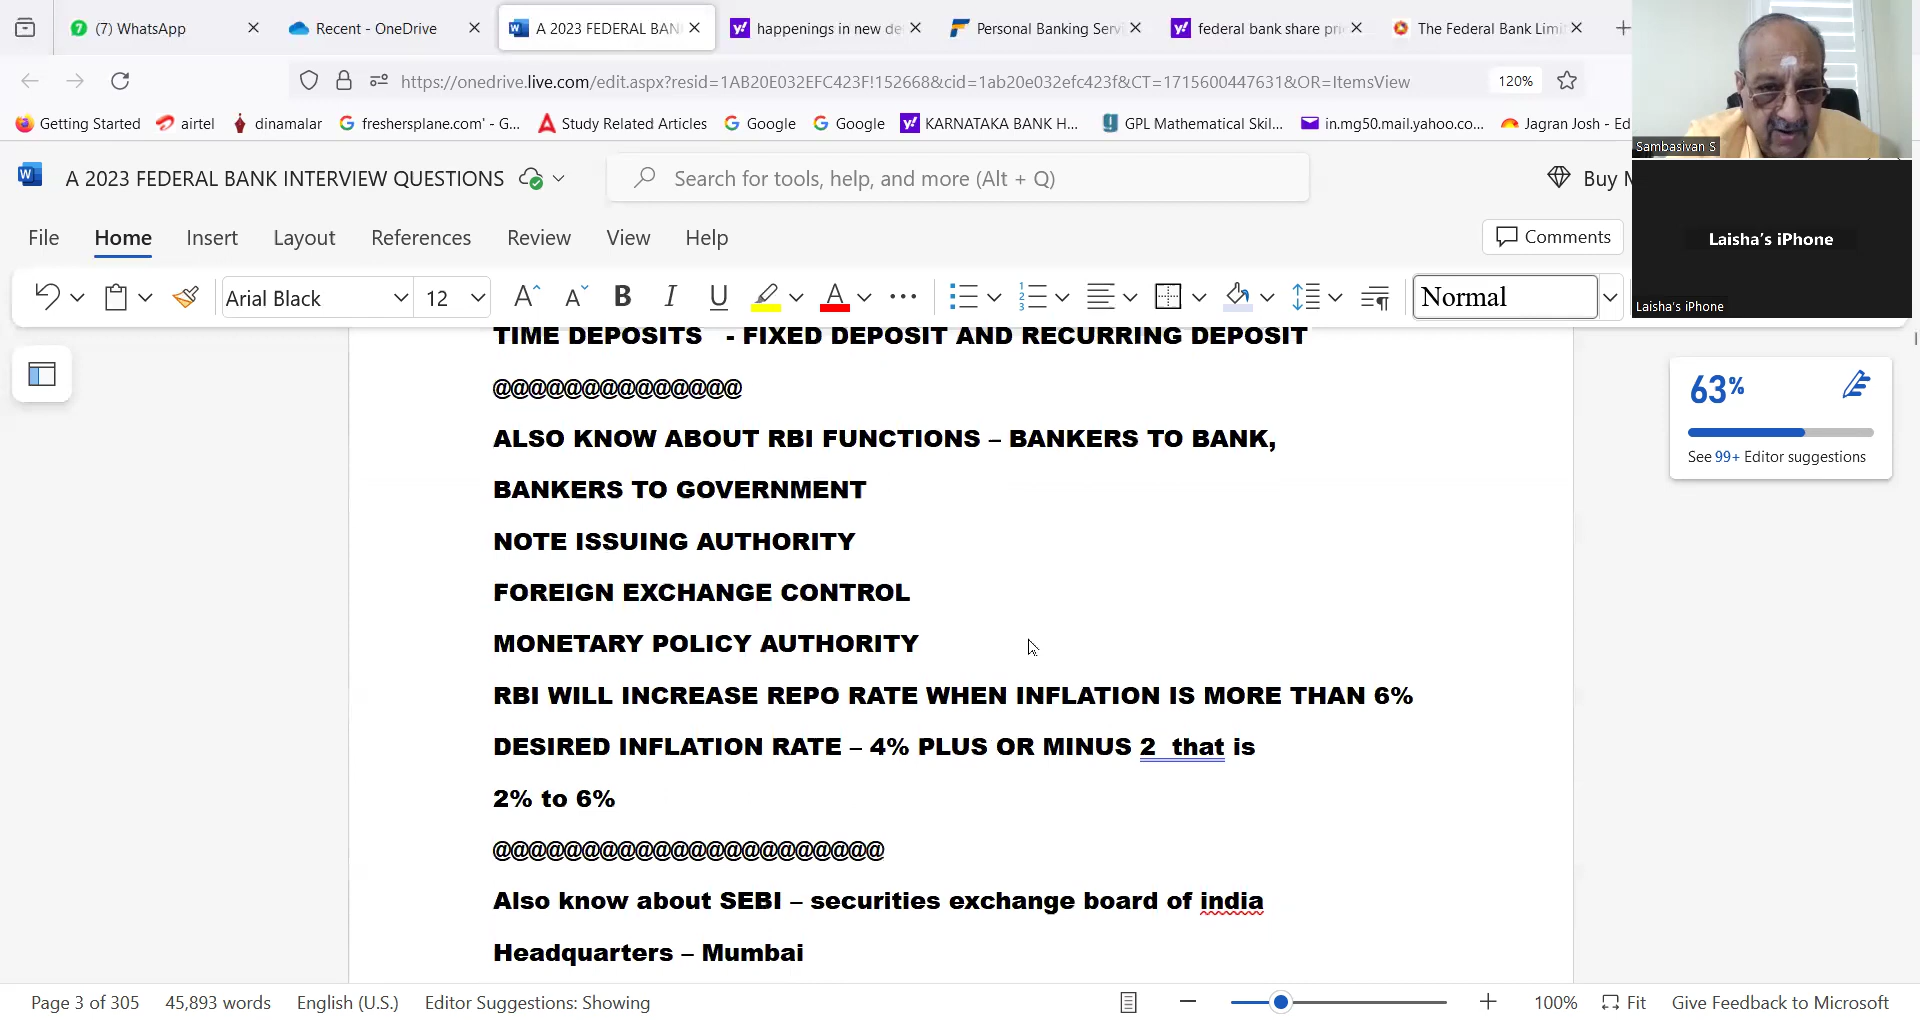 (7) WhatsApp
Recent - OneDrive
A 2023 FEDERAL BAN
happenings in new de
Personal Banking Servi
federal bank share pri
The Federal Bank Limi
https://onedrive.live.com/edit.aspx?resid=1AB20E032EFC423F!152668&cid=1ab20e032efc423f&CT=1715600447631&OR=ItemsView
120%
Getting Started
airtel
dinamalar
freshersplane.com' - G...
Study Related Articles
Google
Google
KARNATAKA BANK H...
GPL Mathematical Skil...
in.mg50.mail.yahoo.co...
Jagran Josh - Ed
Sambasivan S
A 2023 FEDERAL BANK INTERVIEW QUESTIONS
Search for tools, help, and more (Alt + Q)
Buy M
Laisha's iPhone
File Home Insert Layout References Review View Help
Comments
Arial Black
12
Normal
Laisha's iPhone
TIME DEPOSITS - FIXED DEPOSIT AND RECURRING DEPOSIT
@@@@@@@@@@@@@@
ALSO KNOW ABOUT RBI FUNCTIONS – BANKERS TO BANK,
BANKERS TO GOVERNMENT
NOTE ISSUING AUTHORITY
FOREIGN EXCHANGE CONTROL
MONETARY POLICY AUTHORITY
RBI WILL INCREASE REPO RATE WHEN INFLATION IS MORE THAN 6%
DESIRED INFLATION RATE – 4% PLUS OR MINUS 2 that is
2% to 6%
@@@@@@@@@@@@@@@@@@@@@@
Also know about SEBI – securities exchange board of india
Headquarters – Mumbai
63%
See 99+ Editor suggestions
Page 3 of 305
45,893 words
English (U.S.)
Editor Suggestions: Showing
100%
Fit
Give Feedback to Microsoft